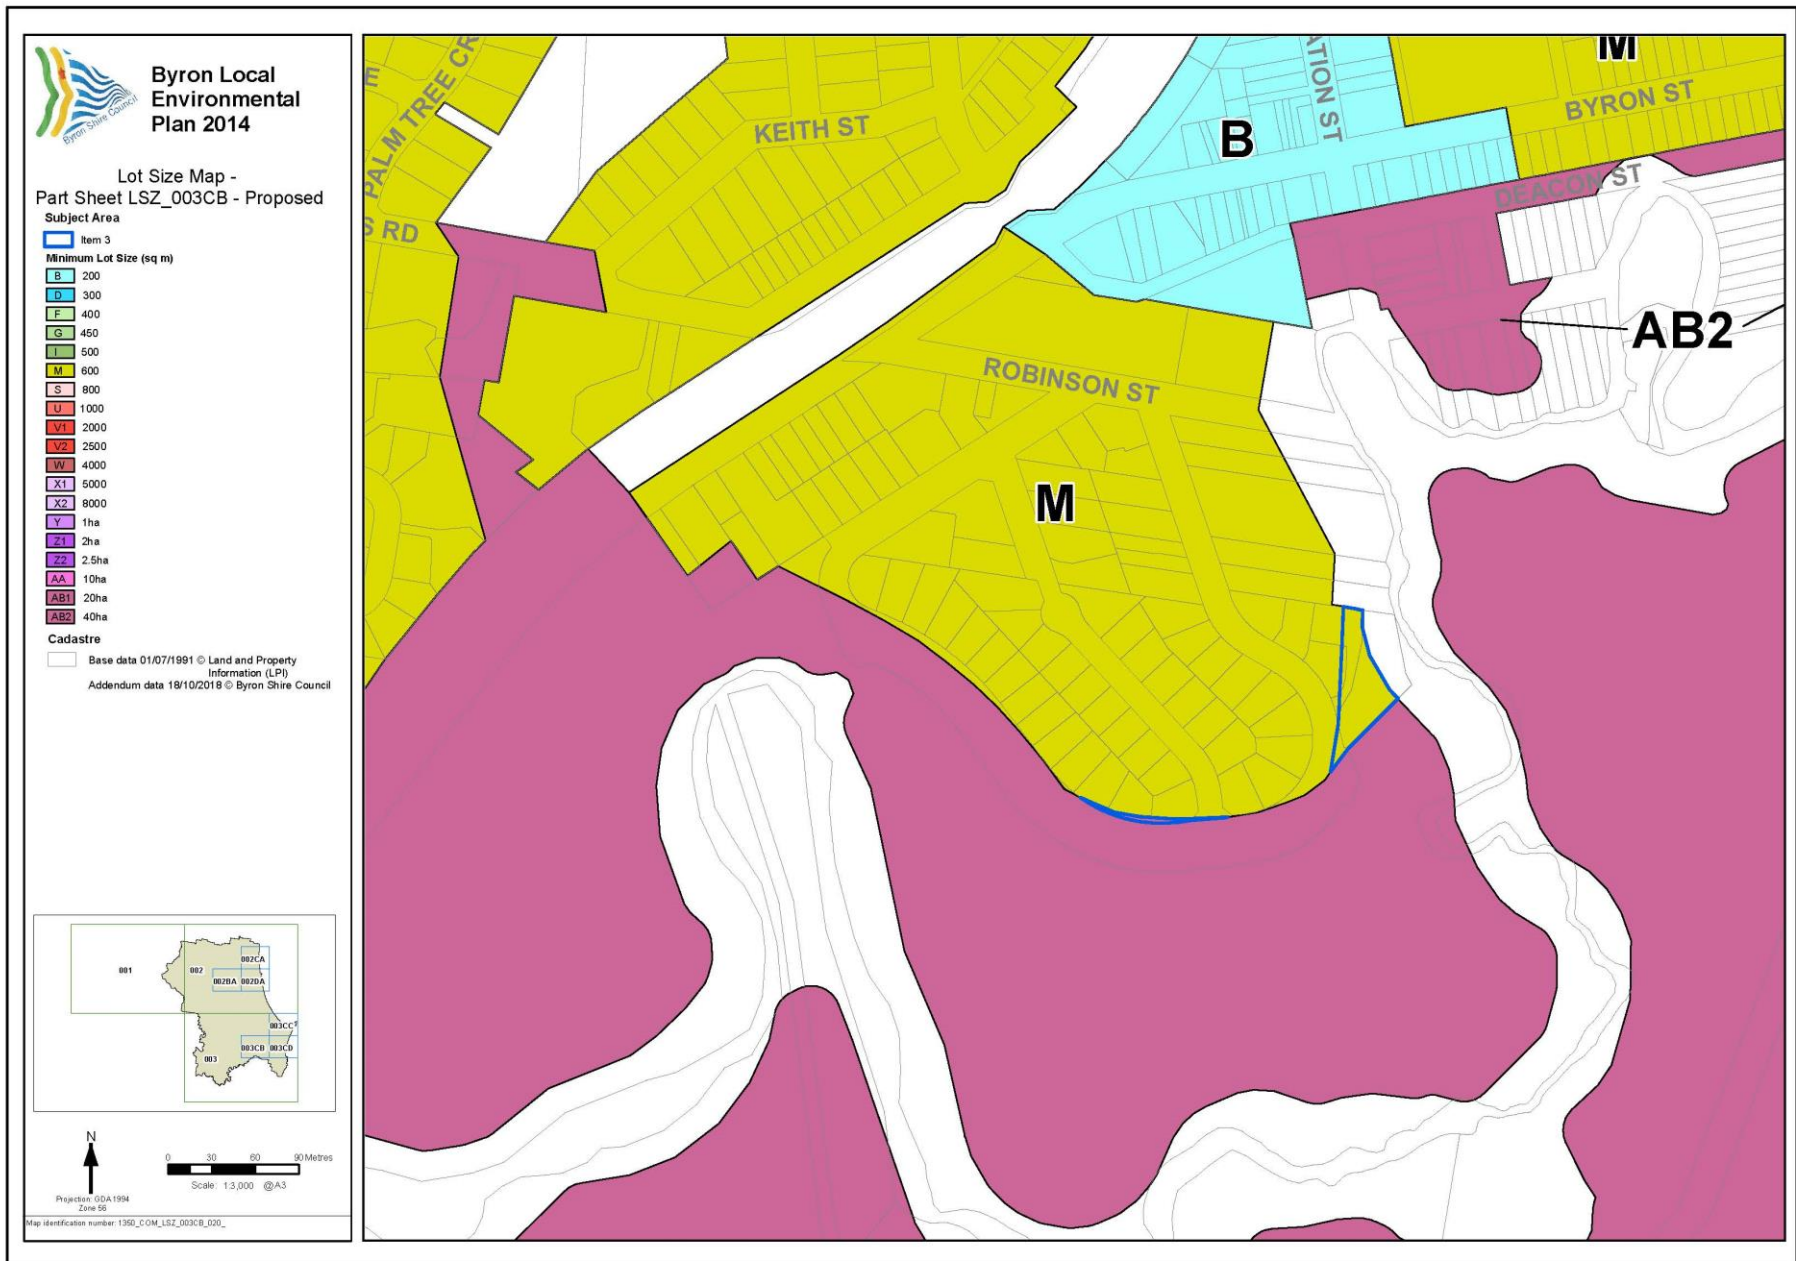 Byron Shire Council
Byron Local
Environmental
Plan 2014
Lot Size Map -
Part Sheet LSZ_003CB - Proposed
Subject Area
Item 3
Minimum Lot Size (sq m)
B 200
D 300
F 400
G 450
I 500
M 600
S 800
U 1000
V1 2000
V2 2500
W 4000
X1 5000
X2 8000
Y 1ha
Z1 2ha
Z2 2.5ha
AA 10ha
AB1 20ha
AB2 40ha
Cadastre
Base data 01/07/1991 © Land and Property
Information (LPI)
Addendum data 18/10/2018 © Byron Shire Council
001
002
002CA
002BA
002DA
003CC
003CB
003CD
003
N
0 30 60 90 Metres
Scale: 1:3,000 @A3
Projection: GDA 1994
Zone 56
Map identification number: 1350_COM_LSZ_003CB_020_
E
PALM TREE CR
S RD
KEITH ST
ATION ST
M
BYRON ST
B
DEACON ST
AB2
ROBINSON ST
M